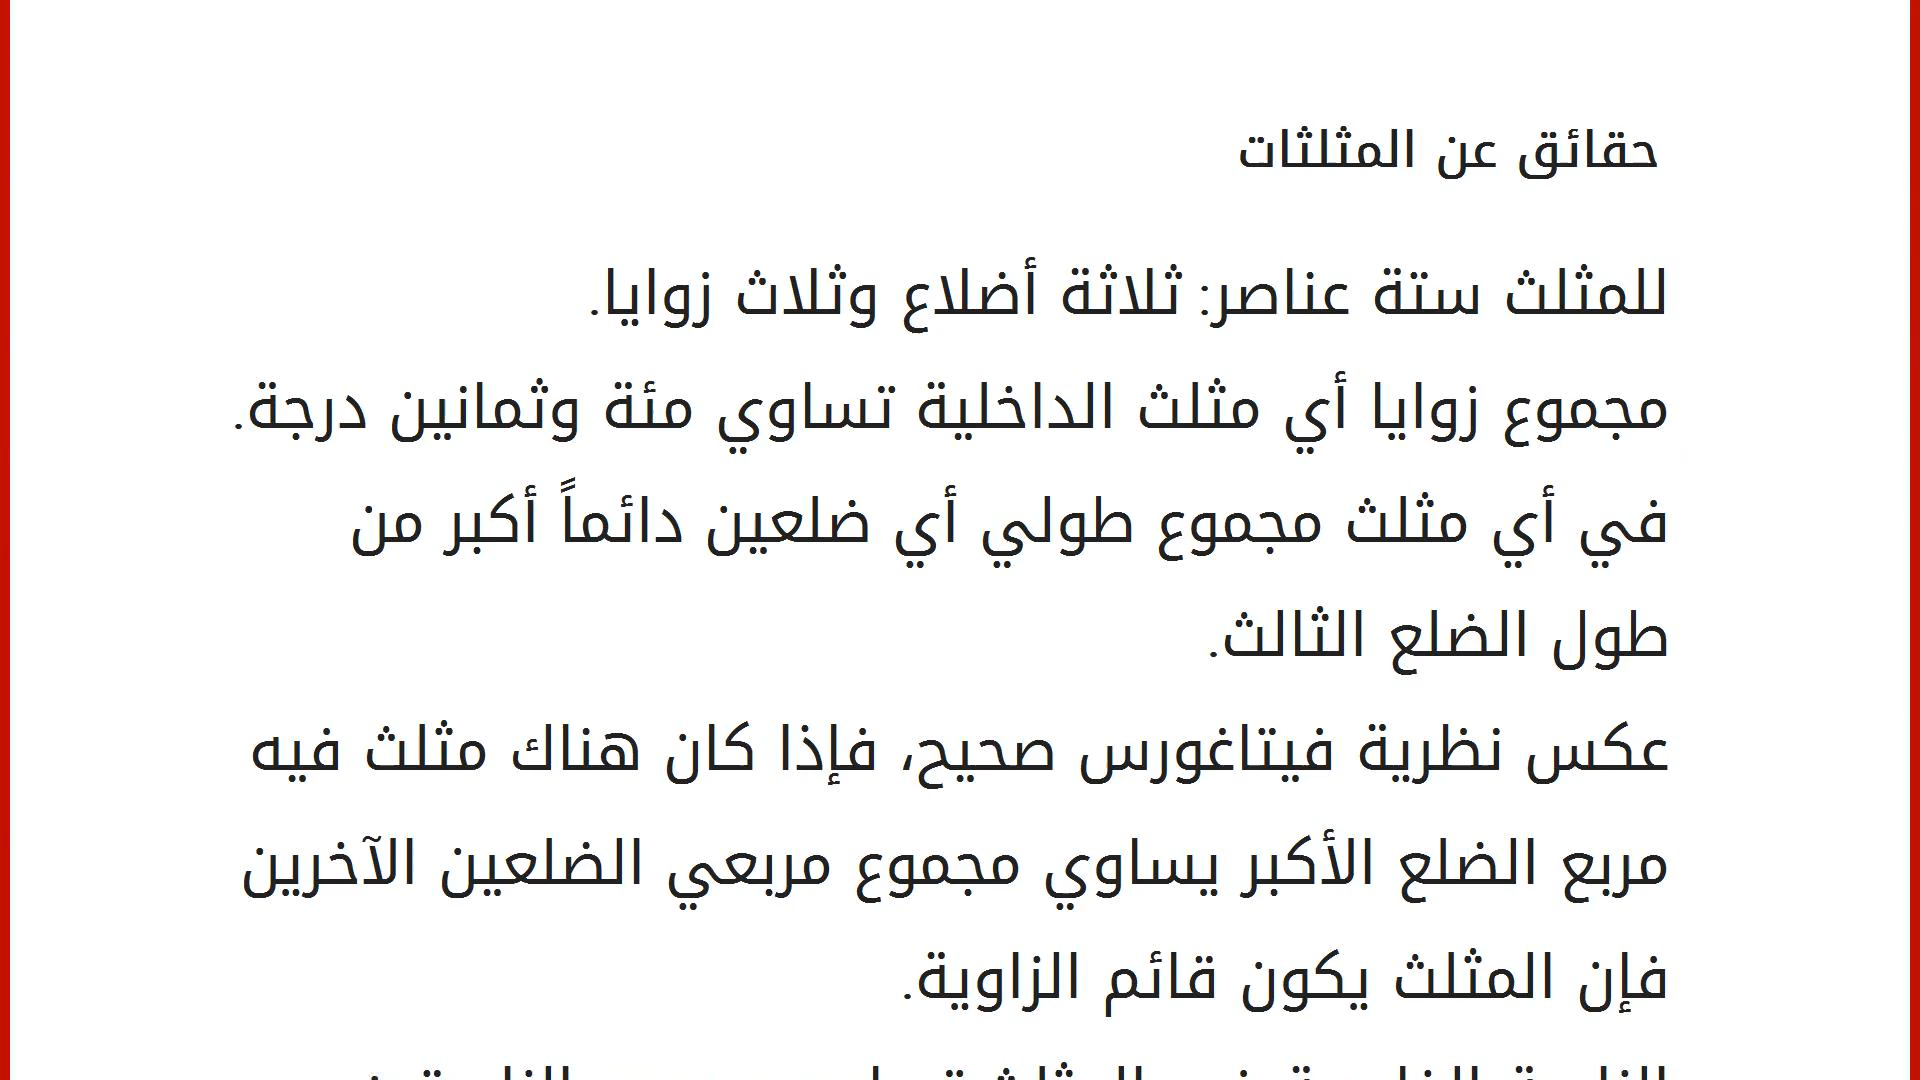 حقائق عن المثلثات
للمثلث ستة عناصر: ثلاثة أضلاع وثلاث زوايا.
مجموع زوايا أي مثلث الداخلية تساوي مئة وثمانين درجة.
في أي مثلث مجموع طولي أي ضلعين دائماً أكبر من
طول الضلع الثالث.
عكس نظرية فيتاغورس صحيح، فإذا كان هناك مثلث فيه
مربع الضلع الأكبر يساوي مجموع مربعي الضلعين الآخرين
فإن المثلث يكون قائم الزاوية.